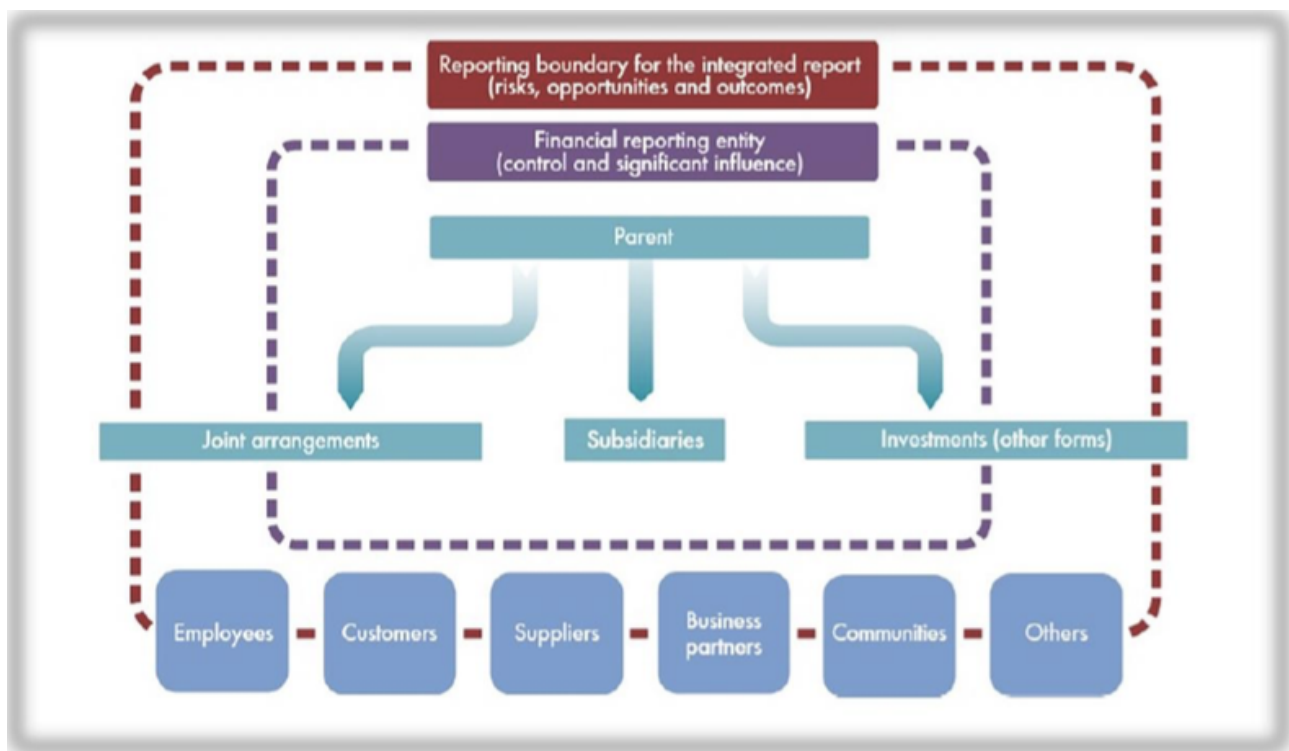 Reporting boundary for the integrated report
(risks, opportunities and outcomes)
Financial reporting entity
(control and significant influence)
Parent
Joint arrangements
Subsidiaries
Investments (other forms)
Employees
Customers
Suppliers
Business
partners
Communities
Others